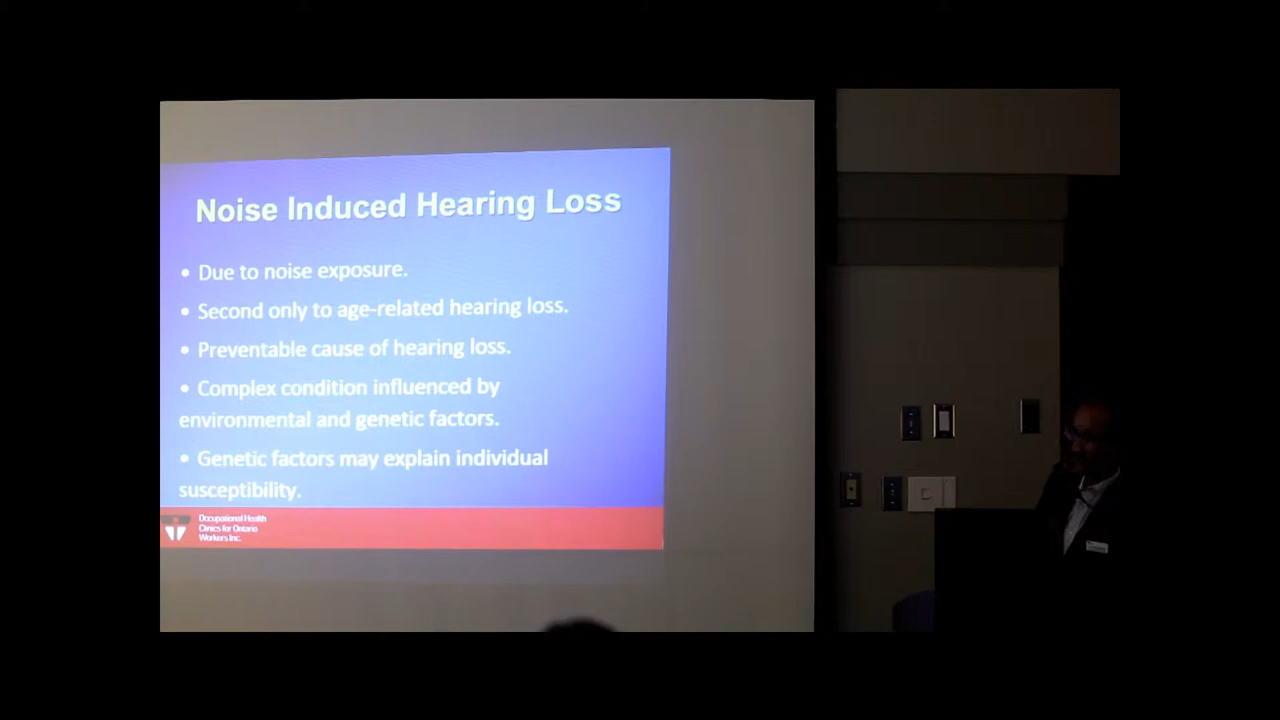 Noise Induced Hearing Loss
• Due to noise exposure.
• Second only to age-related hearing loss.
• Preventable cause of hearing loss.
• Complex condition influenced by
environmental and genetic factors.
• Genetic factors may explain individual
susceptibility.
Occupational Health
Clinics for Ontario
Workers Inc.